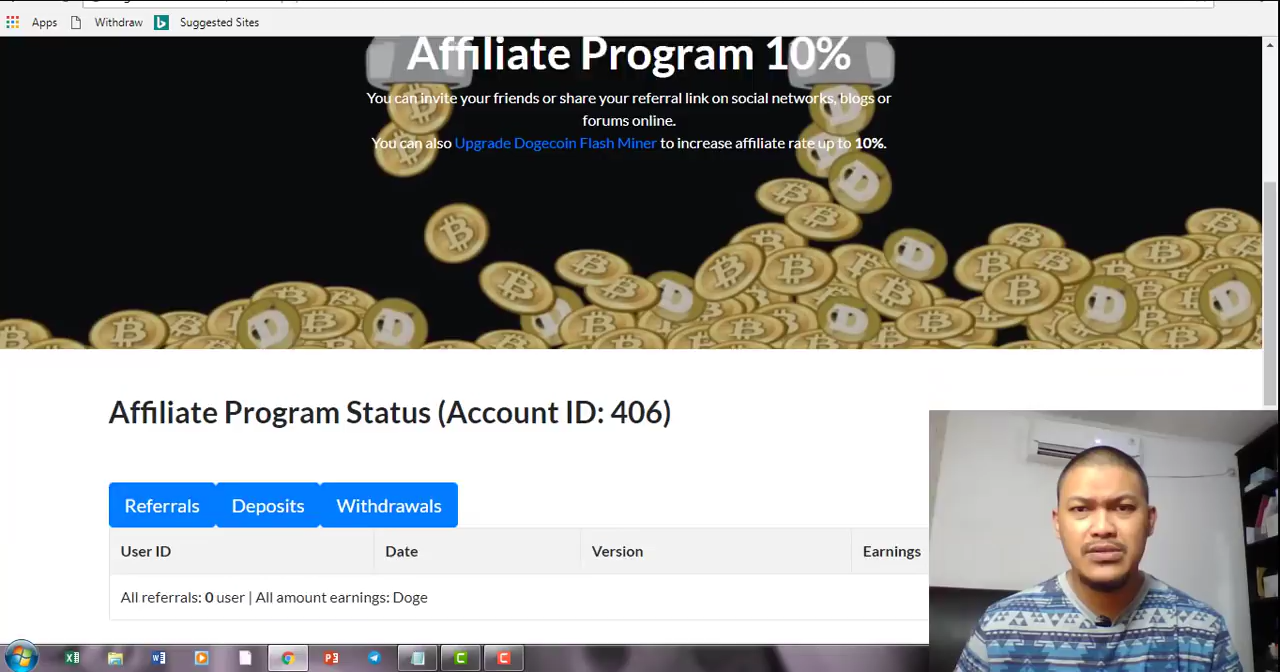 Apps
Withdraw
Suggested Sites
Affiliate Program 10%
You can invite your friends or share your referral link on social networks, blogs or
forums online.
You can also Upgrade Dogecoin Flash Miner to increase affiliate rate up to 10%.
Affiliate Program Status (Account ID: 406)
Referrals
Deposits
Withdrawals
User ID
Date
Version
Earnings
All referrals: 0 user | All amount earnings: Doge